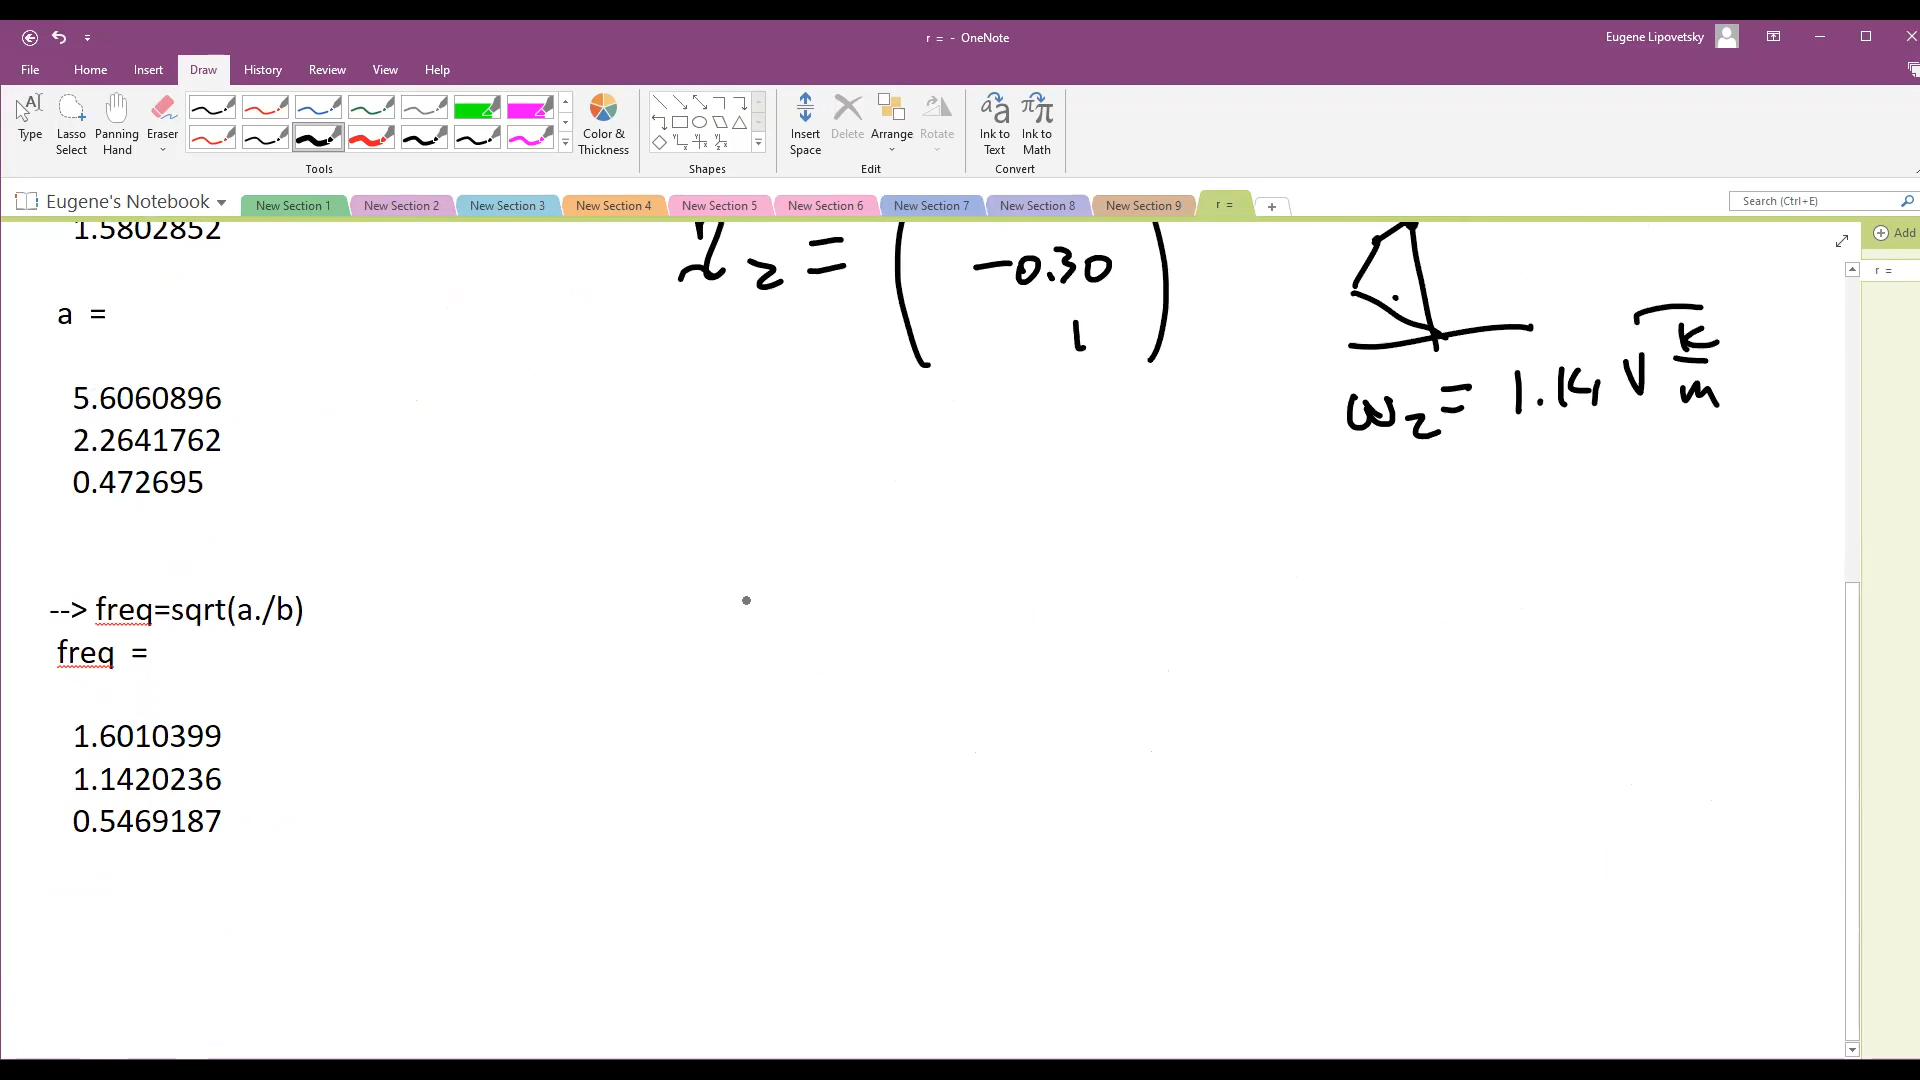 r = - OneNote
Eugene Lipovetsky
File Home Insert Draw History Review View Help
Type
Lasso Select
Panning Hand
Eraser
Color & Thickness
Insert Space
Delete
Arrange
Rotate
Ink to Text
Ink to Math
Tools
Shapes
Edit
Convert
Eugene's Notebook
New Section 1
New Section 2
New Section 3
New Section 4
New Section 5
New Section 6
New Section 7
New Section 8
New Section 9
r =
Search (Ctrl+E)
Add
r =
1.5802852
a =
5.6060896
2.2641762
0.472695
--> freq=sqrt(a./b)
freq =
1.6010399
1.1420236
0.5469187
2 =
-0.30
1
ω₂ = 1.14 √ k/m